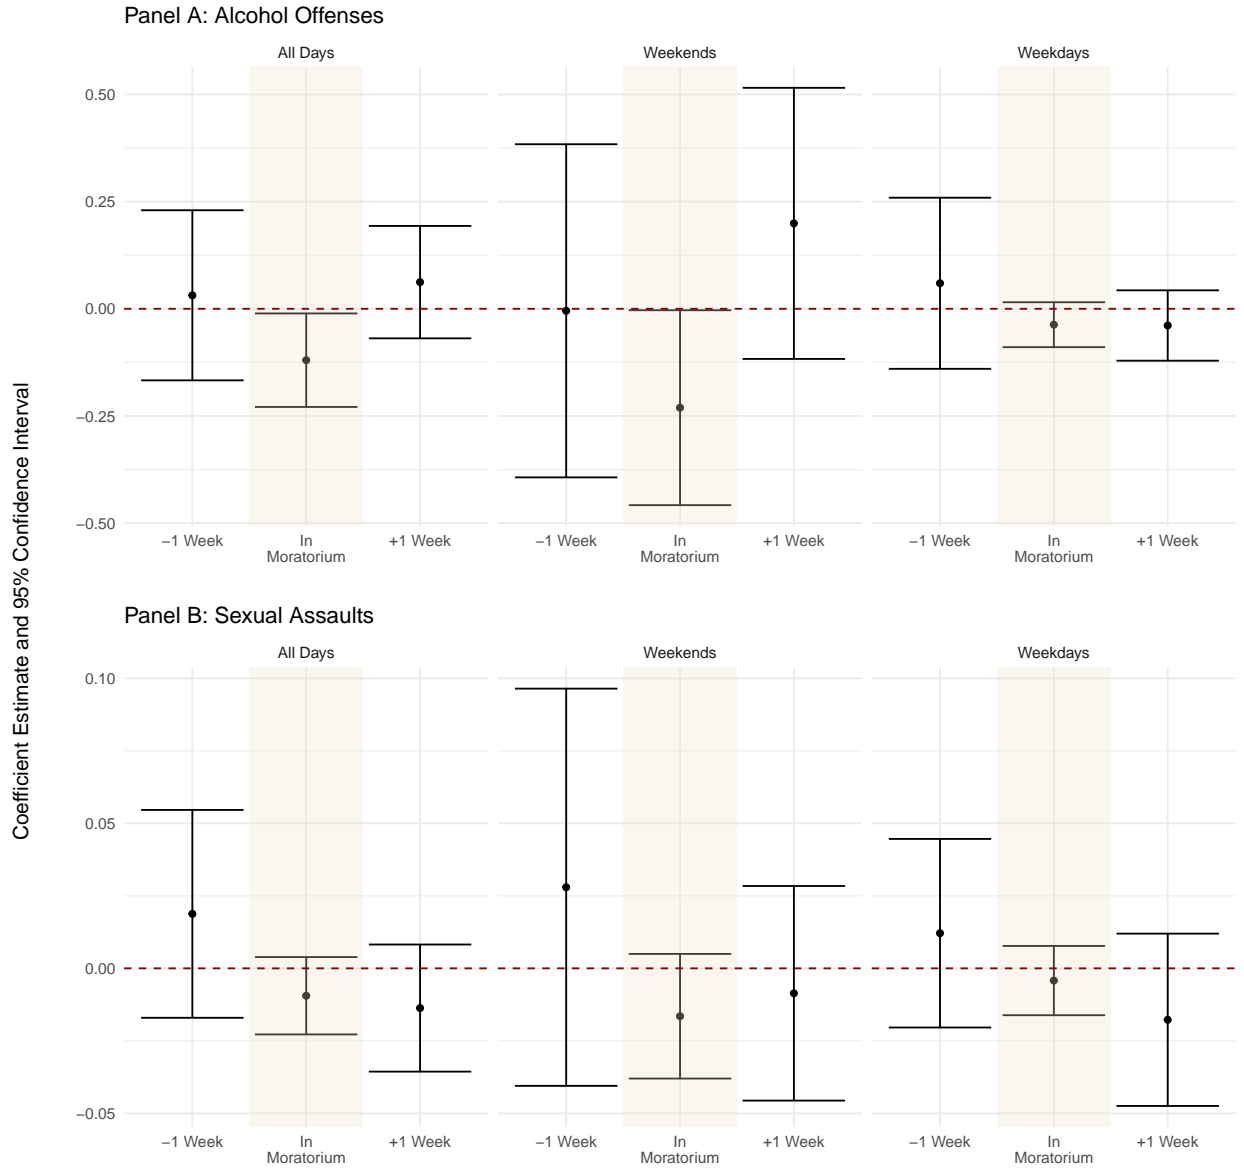 Panel A: Alcohol Offenses
All Days
Weekends
Weekdays
0.50
0.25
0.00
−0.25
−0.50
−1 Week
In
Moratorium
+1 Week
−1 Week
In
Moratorium
+1 Week
−1 Week
In
Moratorium
+1 Week
Coefficient Estimate and 95% Confidence Interval
Panel B: Sexual Assaults
All Days
Weekends
Weekdays
0.10
0.05
0.00
−0.05
−1 Week
In
Moratorium
+1 Week
−1 Week
In
Moratorium
+1 Week
−1 Week
In
Moratorium
+1 Week